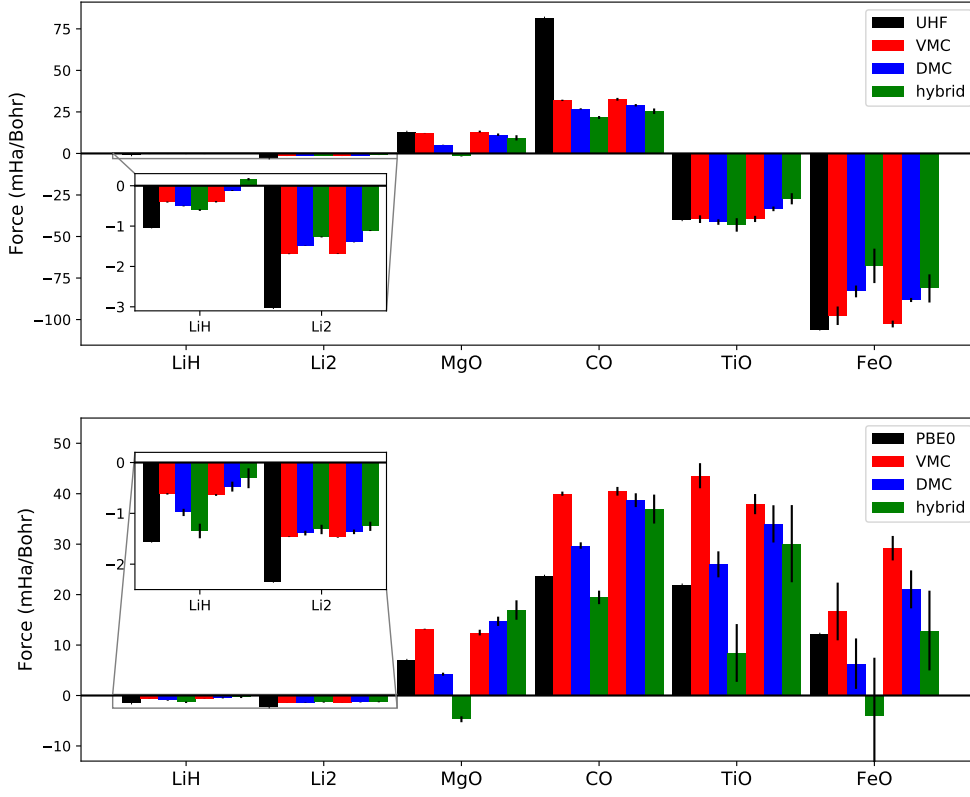 75
50
25
0
−25
−50
−75
−100
Force (mHa/Bohr)
UHF
VMC
DMC
hybrid
0
−1
−2
−3
LiH Li2
LiH Li2 MgO CO TiO FeO
50
40
30
20
10
0
−10
Force (mHa/Bohr)
PBE0
VMC
DMC
hybrid
0
−1
−2
LiH Li2
LiH Li2 MgO CO TiO FeO